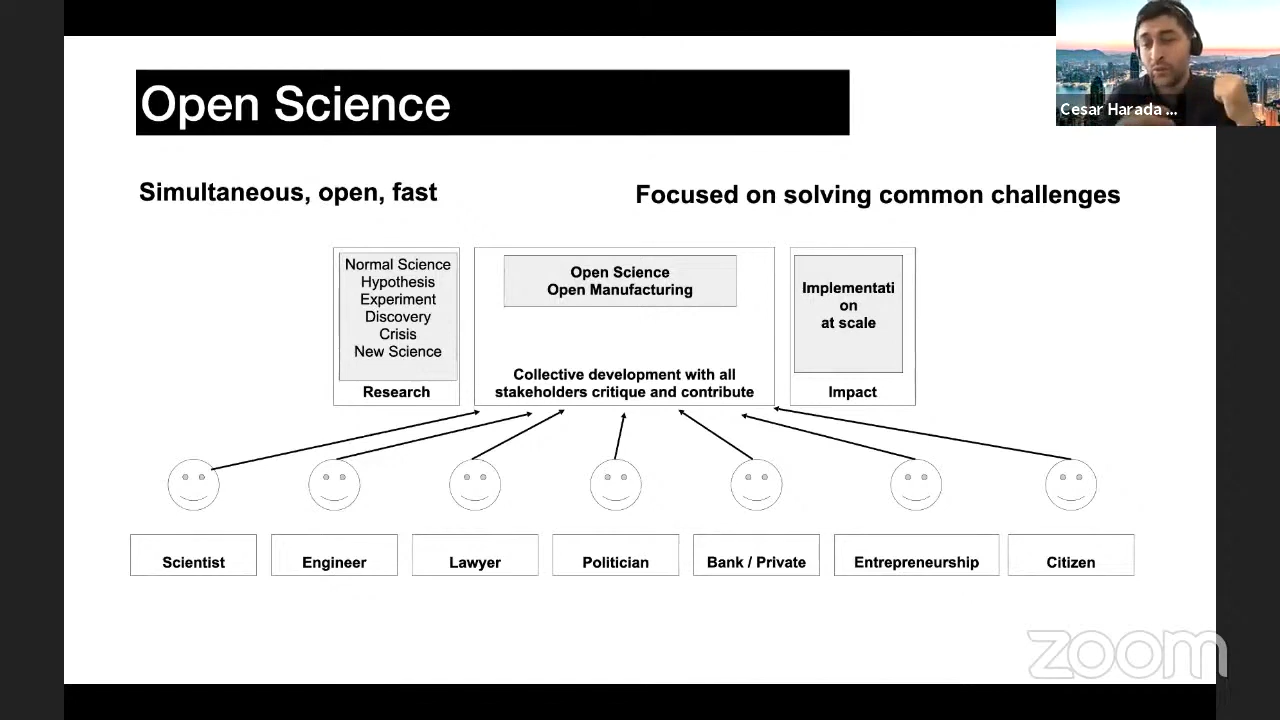 Open Science
Cesar Harada ...
Simultaneous, open, fast
Focused on solving common challenges
Normal Science
Hypothesis
Experiment
Discovery
Crisis
New Science
Research
Open Science
Open Manufacturing
Collective development with all
stakeholders critique and contribute
Implementati
on
at scale
Impact
Scientist
Engineer
Lawyer
Politician
Bank / Private
Entrepreneurship
Citizen
zoom